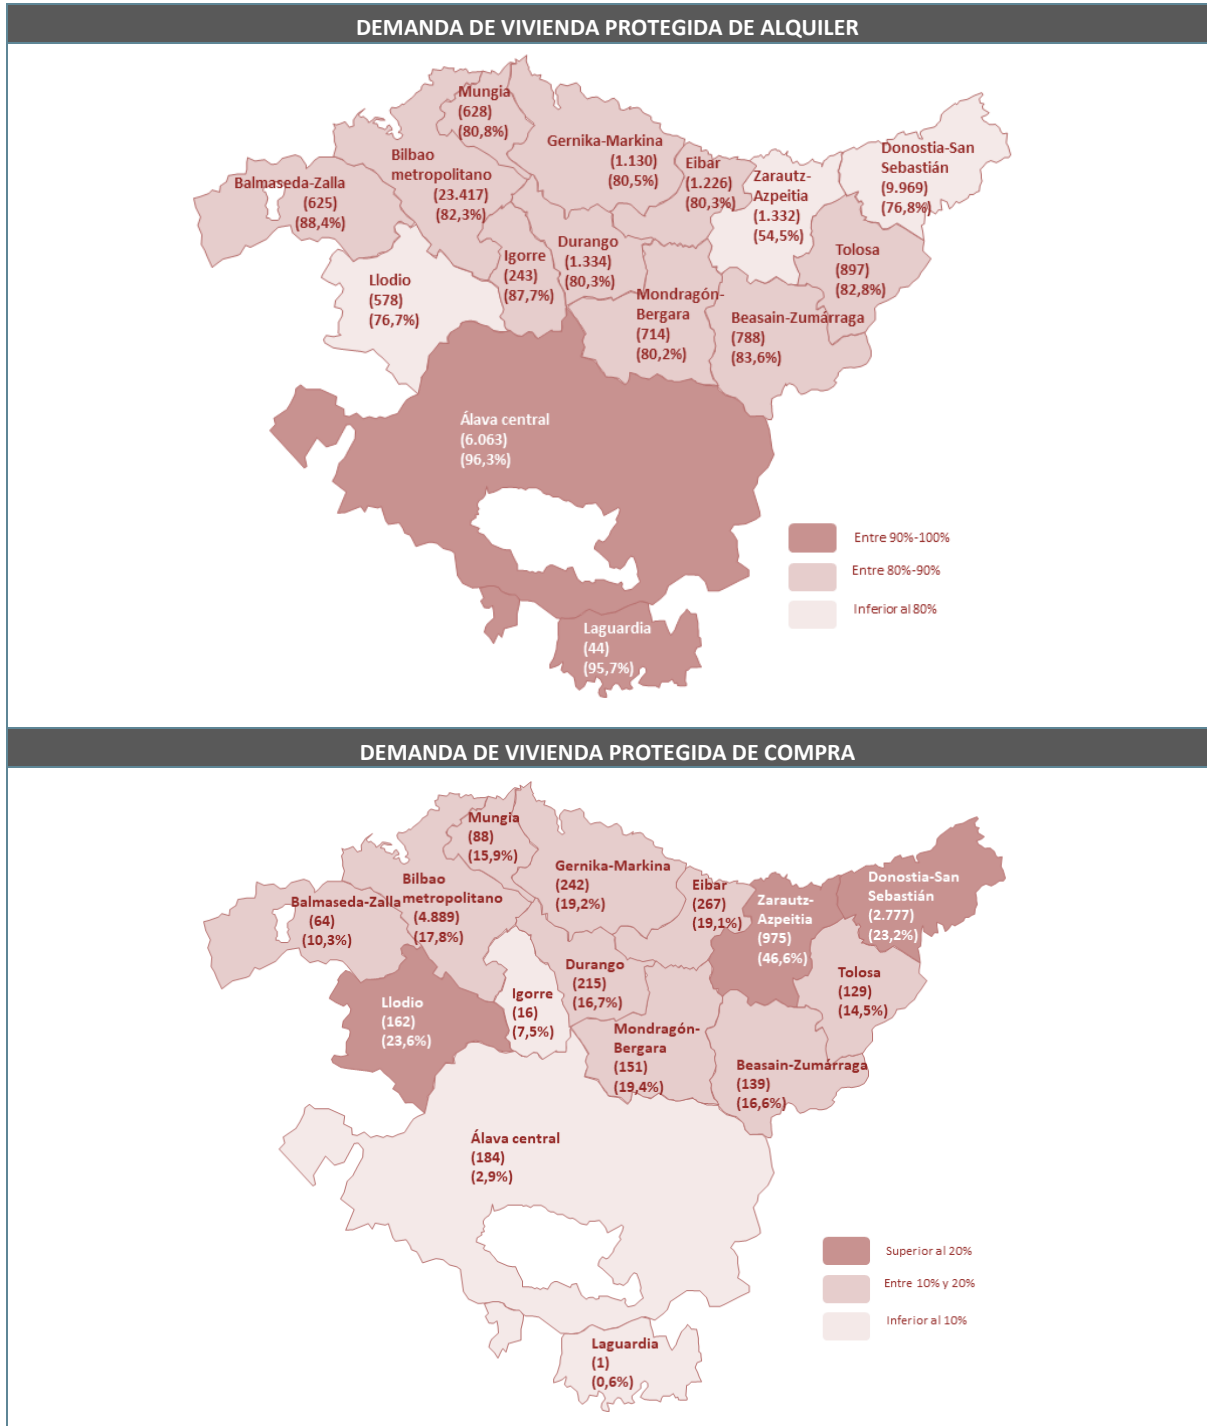 DEMANDA DE VIVIENDA PROTEGIDA DE ALQUILER
Mungia
(628)
(80,8%)
Gernika-Markina
(1.130)
(80,5%)
Eibar
(1.226)
(80,3%)
Zarautz-
Azpeitia
(1.332)
(54,5%)
Donostia-San
Sebastián
(9.969)
(76,8%)
Bilbao
metropolitano
(23.417)
(82,3%)
Balmaseda-Zalla
(625)
(88,4%)
Durango
(1.334)
(80,3%)
Igorre
(243)
(87,7%)
Tolosa
(897)
(82,8%)
Llodio
(578)
(76,7%)
Mondragón-
Bergara
(714)
(80,2%)
Beasain-Zumárraga
(788)
(83,6%)
Álava central
(6.063)
(96,3%)
Laguardia
(44)
(95,7%)
Entre 90%-100%
Entre 80%-90%
Inferior al 80%
DEMANDA DE VIVIENDA PROTEGIDA DE COMPRA
Mungia
(88)
(15,9%)
Gernika-Markina
(242)
(19,2%)
Eibar
(267)
(19,1%)
Zarautz-
Azpeitia
(975)
(46,6%)
Donostia-San
Sebastián
(2.777)
(23,2%)
Bilbao
metropolitano
(4.889)
(17,8%)
Balmaseda-Zalla
(64)
(10,3%)
Durango
(215)
(16,7%)
Igorre
(16)
(7,5%)
Tolosa
(129)
(14,5%)
Llodio
(162)
(23,6%)
Mondragón-
Bergara
(151)
(19,4%)
Beasain-Zumárraga
(139)
(16,6%)
Álava central
(184)
(2,9%)
Laguardia
(1)
(0,6%)
Superior al 20%
Entre 10% y 20%
Inferior al 10%